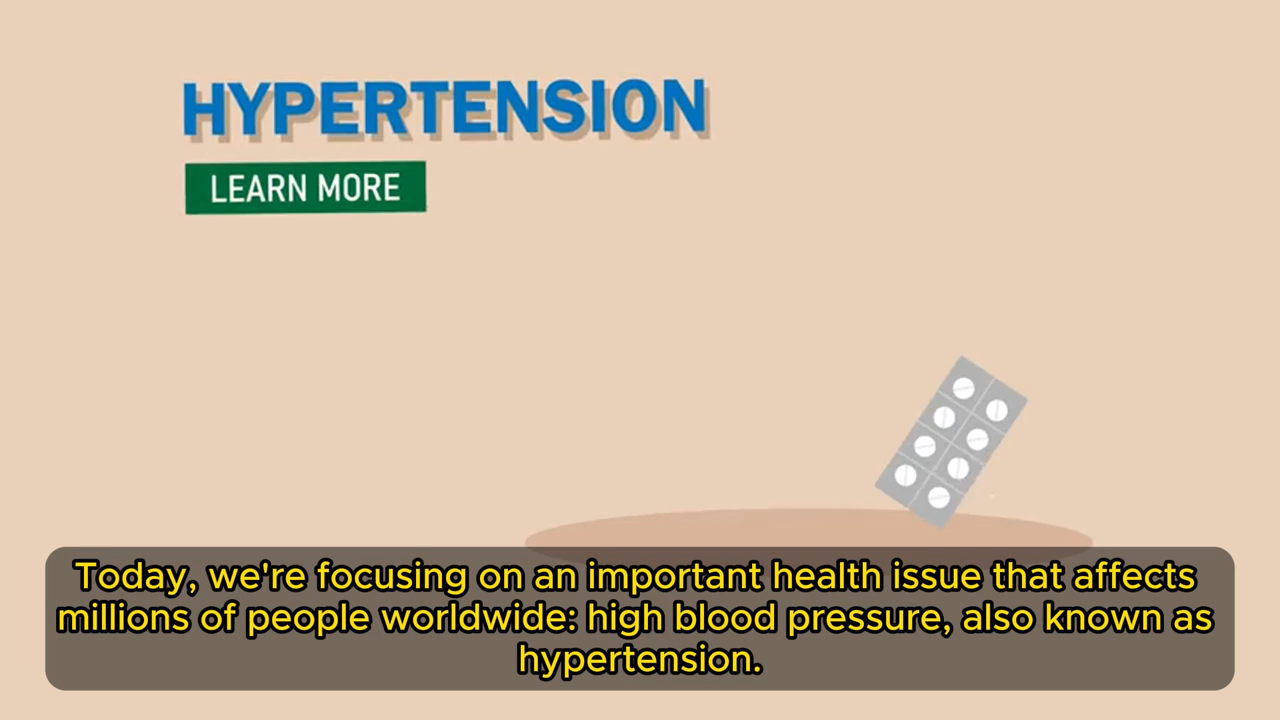 HYPERTENSION
LEARN MORE
Today, we're focusing on an important health issue that affects
millions of people worldwide: high blood pressure, also known as
hypertension.